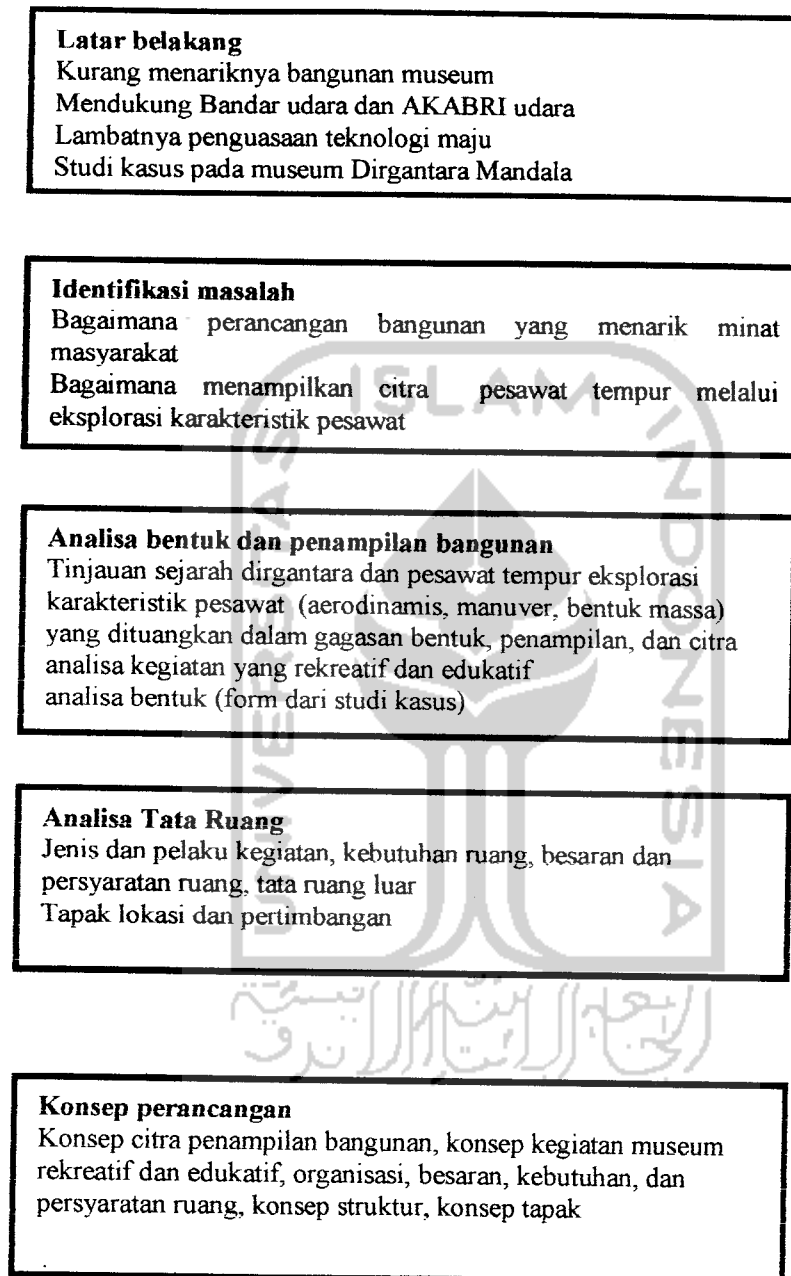 Latar belakang
Kurang menariknya bangunan museum
Mendukung Bandar udara dan AKABRI udara
Lambatnya penguasaan teknologi maju
Studi kasus pada museum Dirgantara Mandala
Identifikasi masalah
Bagaimana perancangan bangunan yang menarik minat
masyarakat
Bagaimana menampilkan citra pesawat tempur melalui
eksplorasi karakteristik pesawat
Analisa bentuk dan penampilan bangunan
Tinjauan sejarah dirgantara dan pesawat tempur eksplorasi
karakteristik pesawat (aerodinamis, manuver, bentuk massa)
yang dituangkan dalam gagasan bentuk, penampilan, dan citra
analisa kegiatan yang rekreatif dan edukatif
analisa bentuk (form dari studi kasus)
Analisa Tata Ruang
Jenis dan pelaku kegiatan, kebutuhan ruang, besaran dan
persyaratan ruang, tata ruang luar
Tapak lokasi dan pertimbangan
Konsep perancangan
Konsep citra penampilan bangunan, konsep kegiatan museum
rekreatif dan edukatif, organisasi, besaran, kebutuhan, dan
persyaratan ruang, konsep struktur, konsep tapak
UNIVERSITAS
ISLAM
INDONESIA